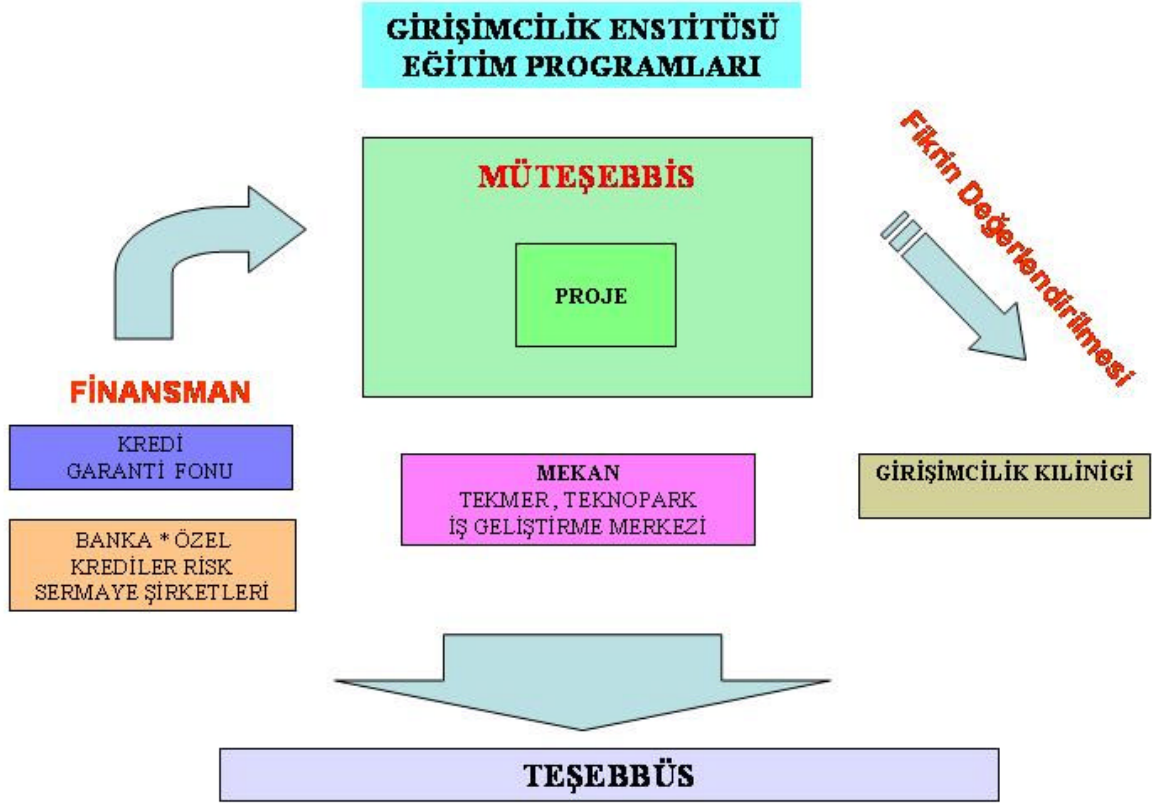 GİRİŞİMCİLİK ENSTİTÜSÜ
EĞİTİM PROGRAMLARI
MÜTEŞEBBİS
PROJE
Fikrin Değerlendirilmesi
FİNANSMAN
KREDİ
GARANTİ FONU
BANKA * ÖZEL
KREDİLER RİSK
SERMAYE ŞİRKETLERİ
MEKAN
TEKMER , TEKNOPARK
İŞ GELİŞTİRME MERKEZİ
GİRİŞİMCİLİK KILINIGI
TEŞEBBÜS